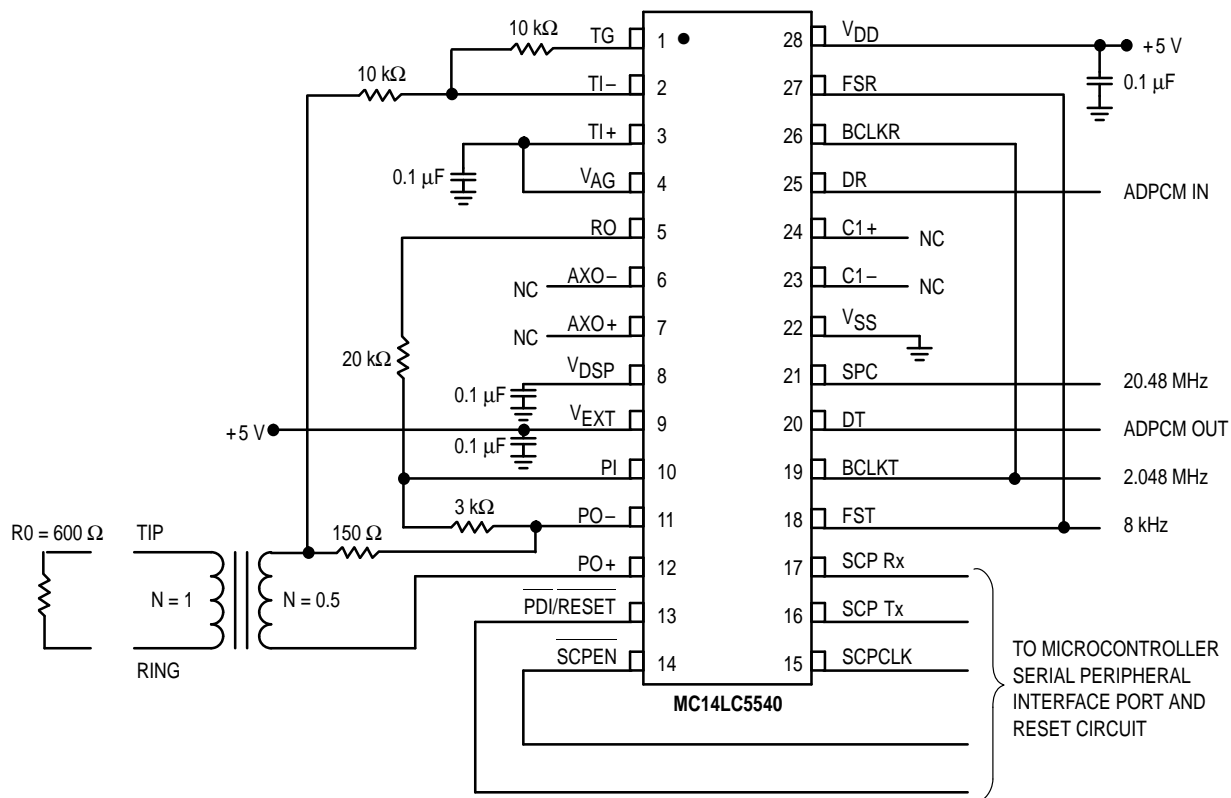 10 kΩ
TG
1
10 kΩ
TI–
2
TI+
3
0.1 µF
VAG
4
RO
5
NC
AXO–
6
NC
AXO+
7
20 kΩ
VDSP
8
0.1 µF
+5 V
VEXT
9
0.1 µF
PI
10
3 kΩ
PO–
11
R0 = 600 Ω
TIP
150 Ω
PO+
12
N = 1
N = 0.5
PDI/RESET
13
RING
SCPEN
14
28
VDD
+5 V
27
FSR
0.1 µF
26
BCLKR
25
DR
ADPCM IN
24
C1+
NC
23
C1–
NC
22
VSS
21
SPC
20.48 MHz
20
DT
ADPCM OUT
19
BCLKT
2.048 MHz
18
FST
8 kHz
17
SCP Rx
16
SCP Tx
15
SCPCLK
TO MICROCONTROLLER
SERIAL PERIPHERAL
INTERFACE PORT AND
RESET CIRCUIT
MC14LC5540